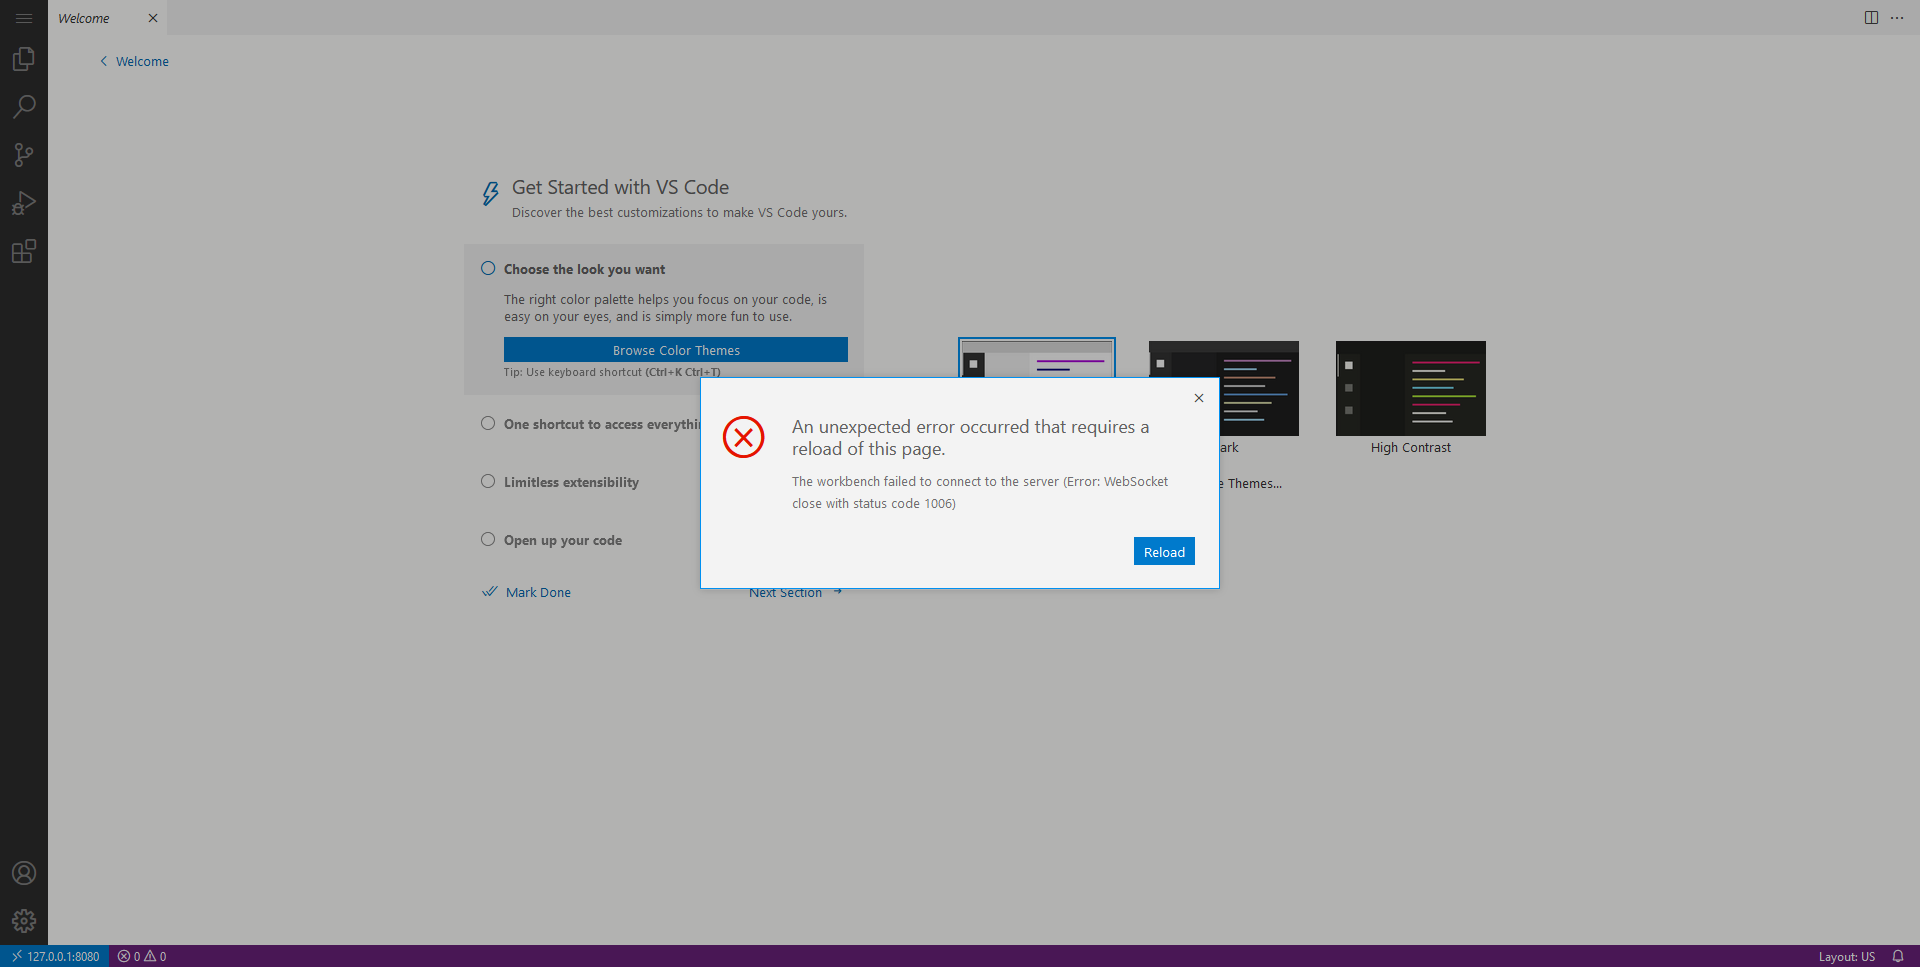 Welcome
Welcome
Get Started with VS Code
Discover the best customizations to make VS Code yours.
Choose the look you want
The right color palette helps you focus on your code, is
easy on your eyes, and is simply more fun to use.
Browse Color Themes
Tip: Use keyboard shortcut (Ctrl+K Ctrl+T)
One shortcut to access everythi
Limitless extensibility
Open up your code
Mark Done
Next Section
ark
High Contrast
e Themes...
An unexpected error occurred that requires a
reload of this page.
The workbench failed to connect to the server (Error: WebSocket
close with status code 1006)
Reload
127.0.0.1:8080
0
0
Layout: US